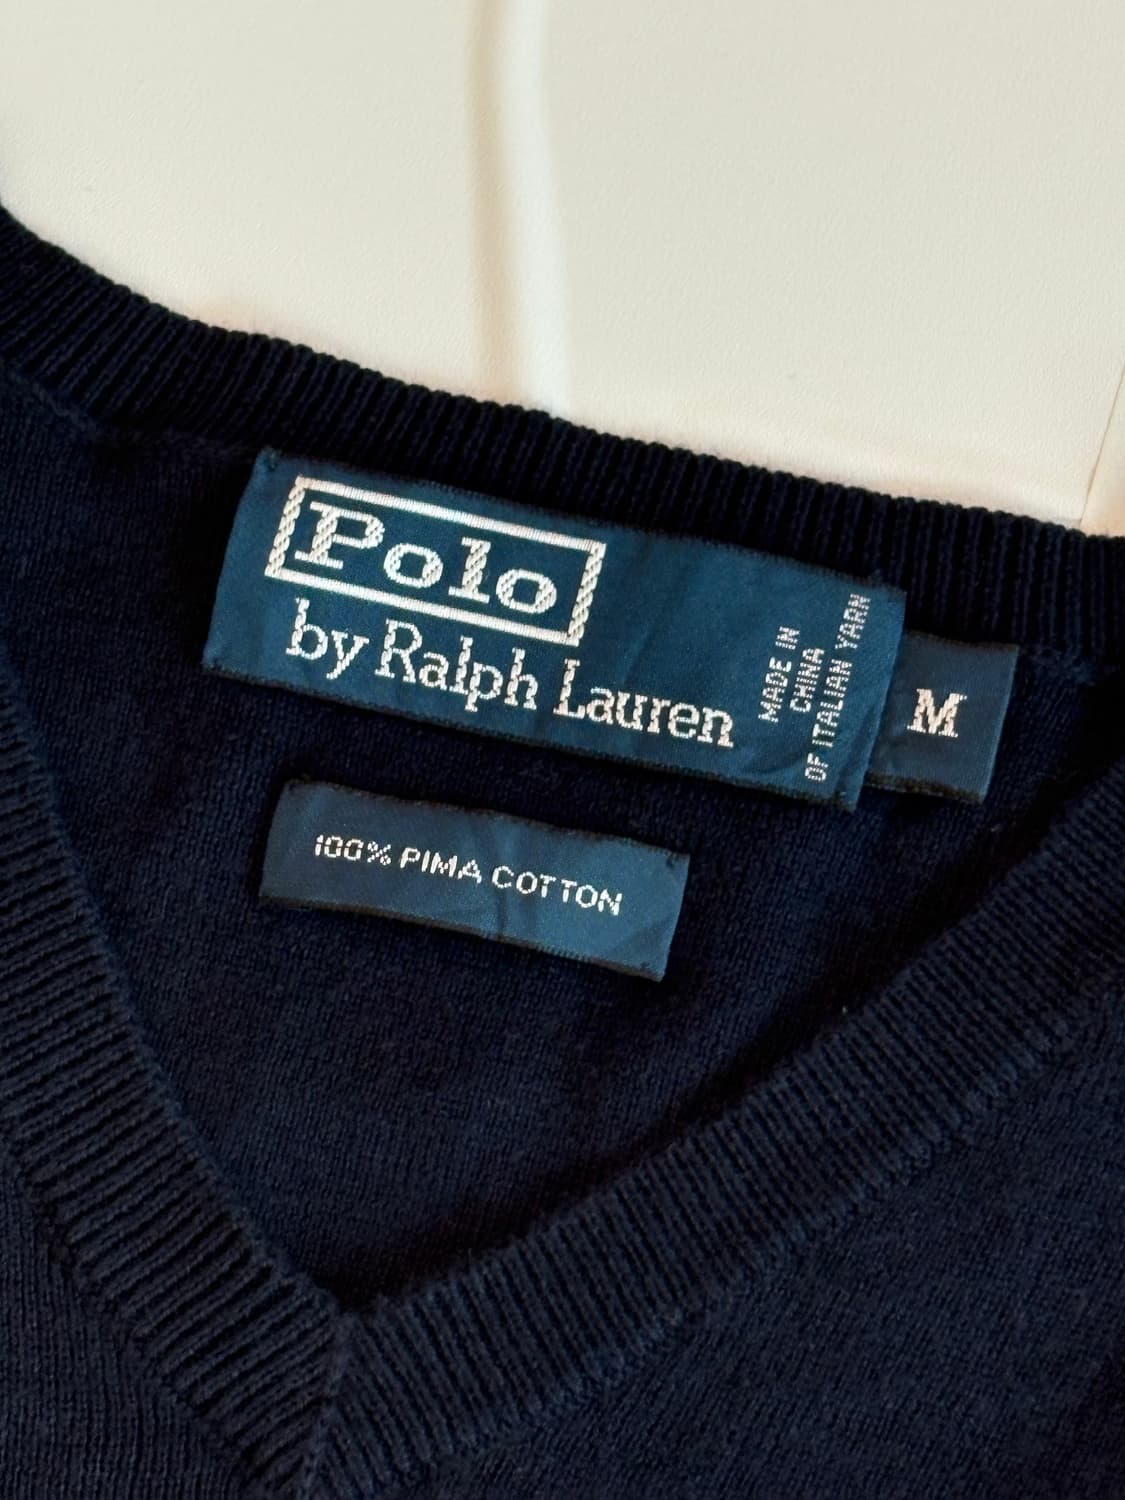 Polo
by Ralph Lauren
MADE IN
CHINA
OF ITALIAN YARN
M
100% PIMA COTTON